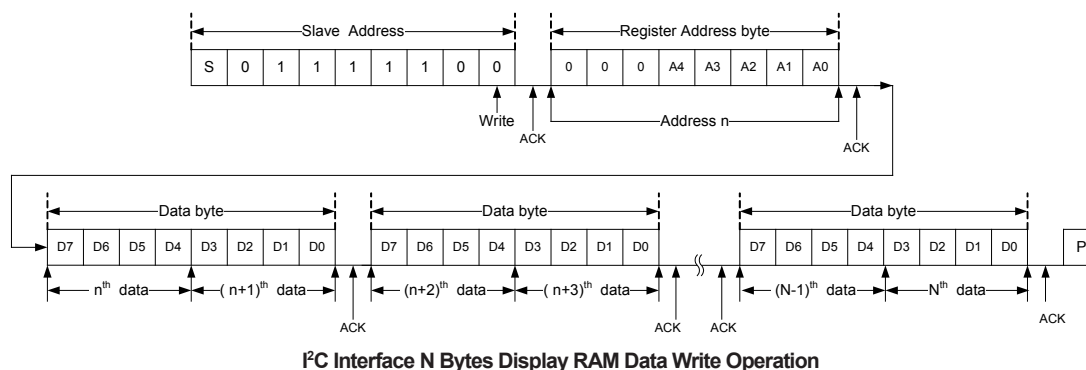 Slave Address Register Address byte
S 0 1 1 1 1 1 0 0 0 0 0 A4 A3 A2 A1 A0
Write ACK Address n ACK
Data byte Data byte Data byte
D7 D6 D5 D4 D3 D2 D1 D0 D7 D6 D5 D4 D3 D2 D1 D0 D7 D6 D5 D4 D3 D2 D1 D0 P
nth data ( n+1)th data (n+2)th data ( n+3)th data (N-1)th data Nth data
ACK ACK ACK ACK
I²C Interface N Bytes Display RAM Data Write Operation